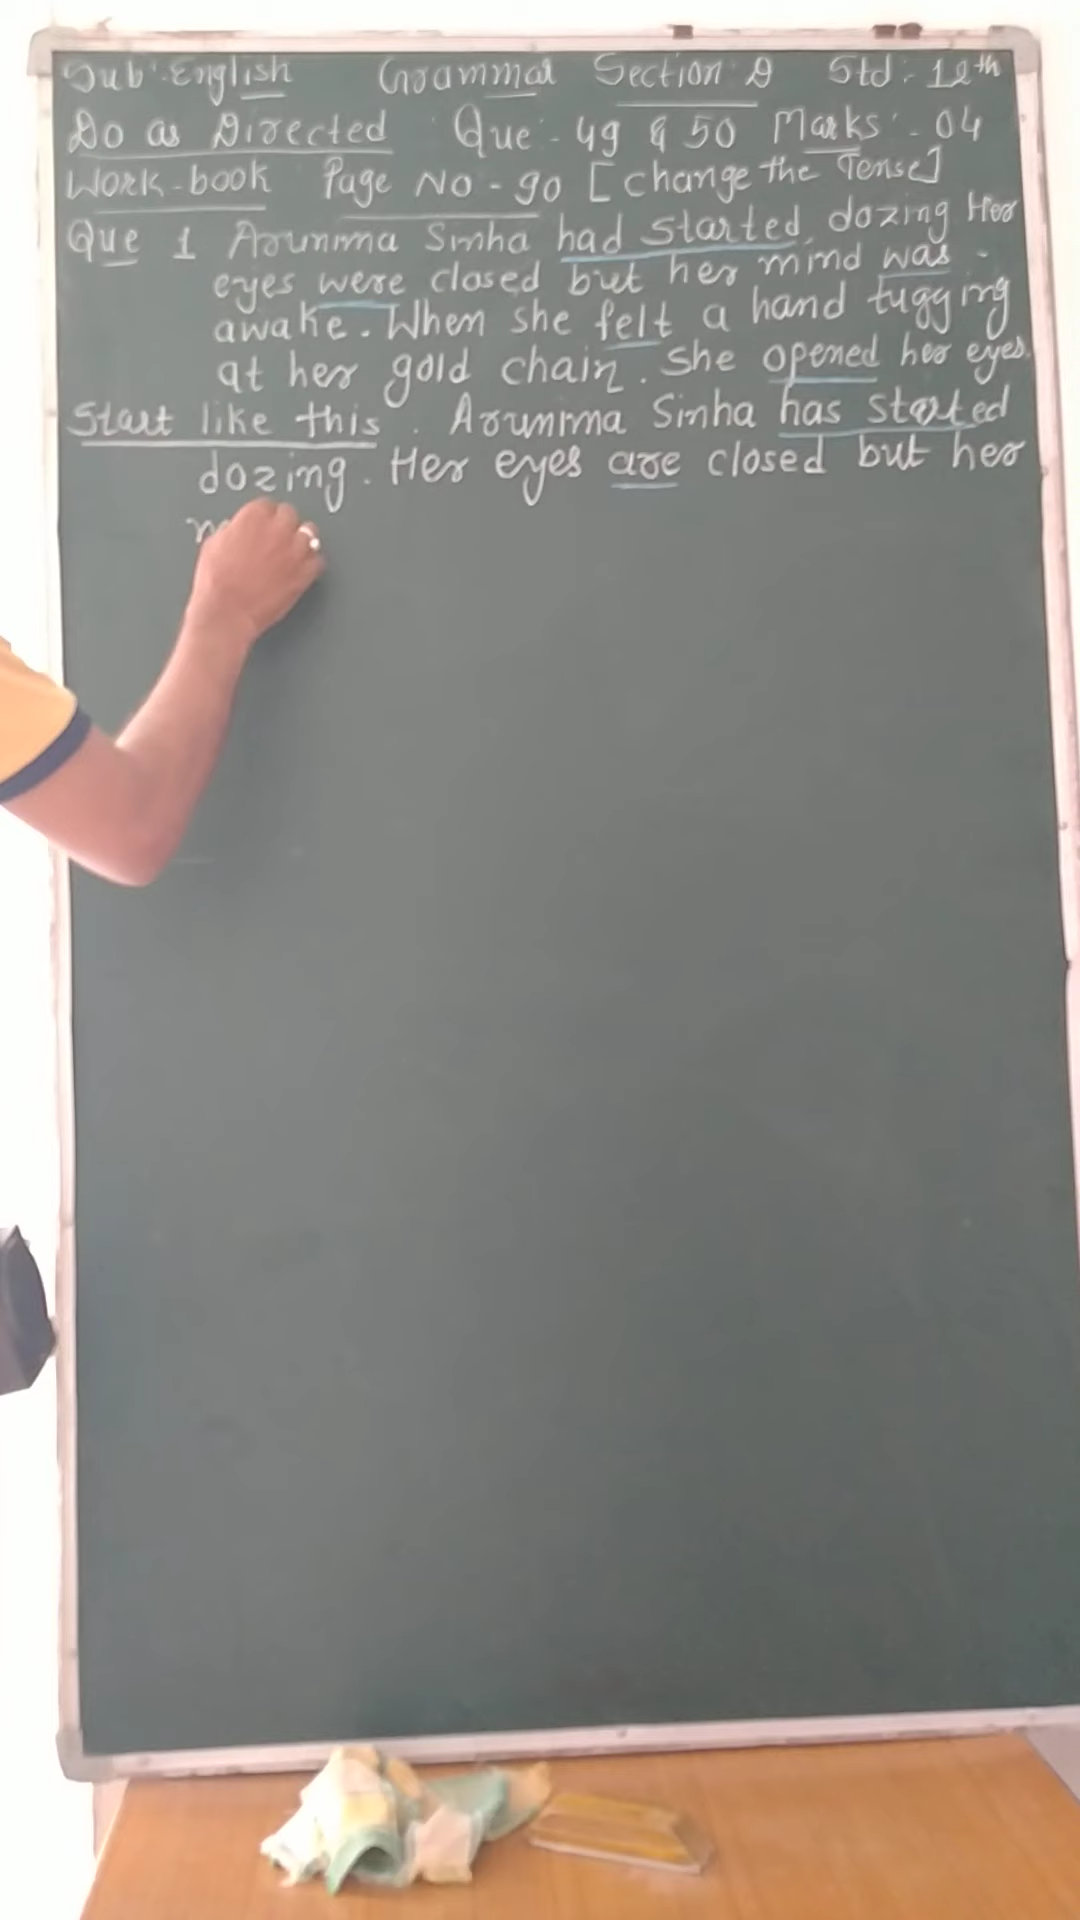 Sub: English Grammar Section: D Std: 12th
Do as Directed Que - 49 & 50 Marks: - 04
Work-book Page No - 90 [change the Tense]
Que 1 Arunima Sinha had started dozing Her
eyes were closed but her mind was -
awake. When she felt a hand tugging
at her gold chain. She opened her eyes.
Start like this. Arunima Sinha has started
dozing. Her eyes are closed but her